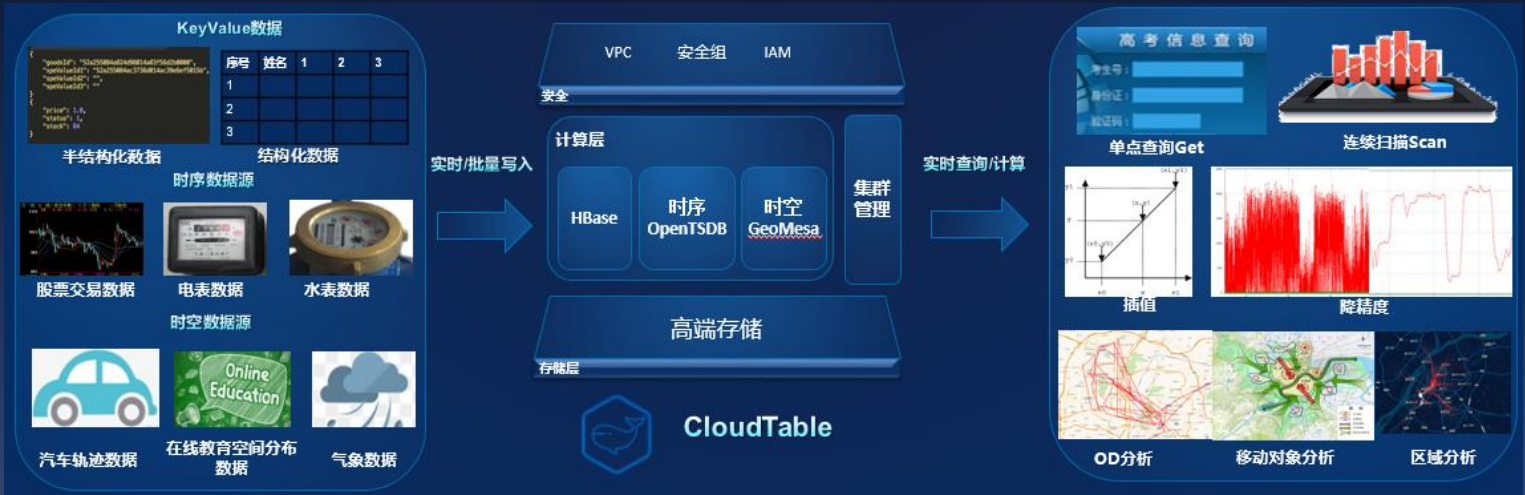 KeyValue数据
{
"price": 1.0,
"status": 1,
"stock": 84
}
序号 姓名 1 2 3
1
2
3
半结构化数据
结构化数据
时序数据源
股票交易数据
电表数据
水表数据
时空数据源
Online
Education
汽车轨迹数据
在线教育空间分布
数据
气象数据
实时/批量写入
VPC 安全组 IAM
安全
计算层
HBase
时序
OpenTSDB
时空
GeoMesa
集群
管理
高端存储
存储层
CloudTable
实时查询/计算
高考信息查询
考生号:
身份证:
验证码:
单点查询Get
连续扫描Scan
插值
降精度
OD分析
移动对象分析
区域分析